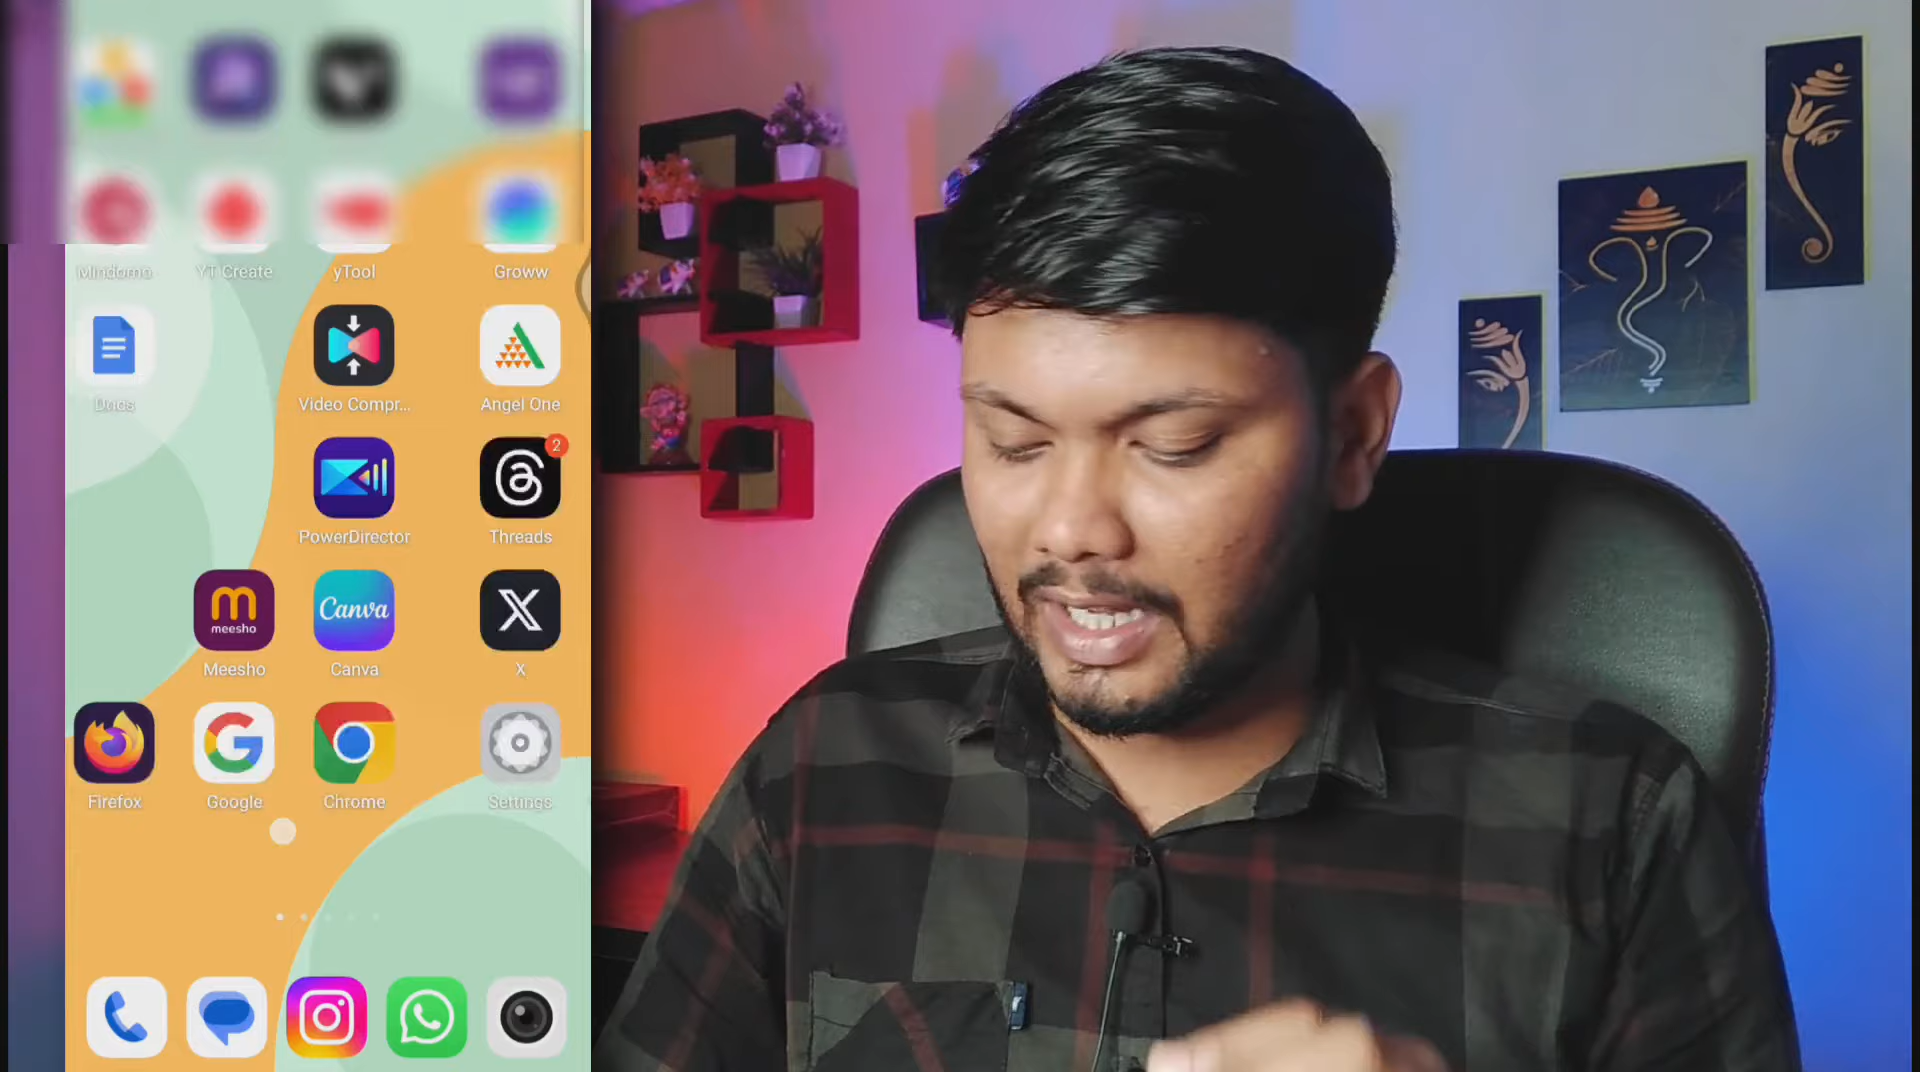 Mindomo YT Create yTool Groww
Docs Video Compr... Angel One
2
PowerDirector Threads
meesho
Canva
Meesho Canva X
Firefox Google Chrome Settings